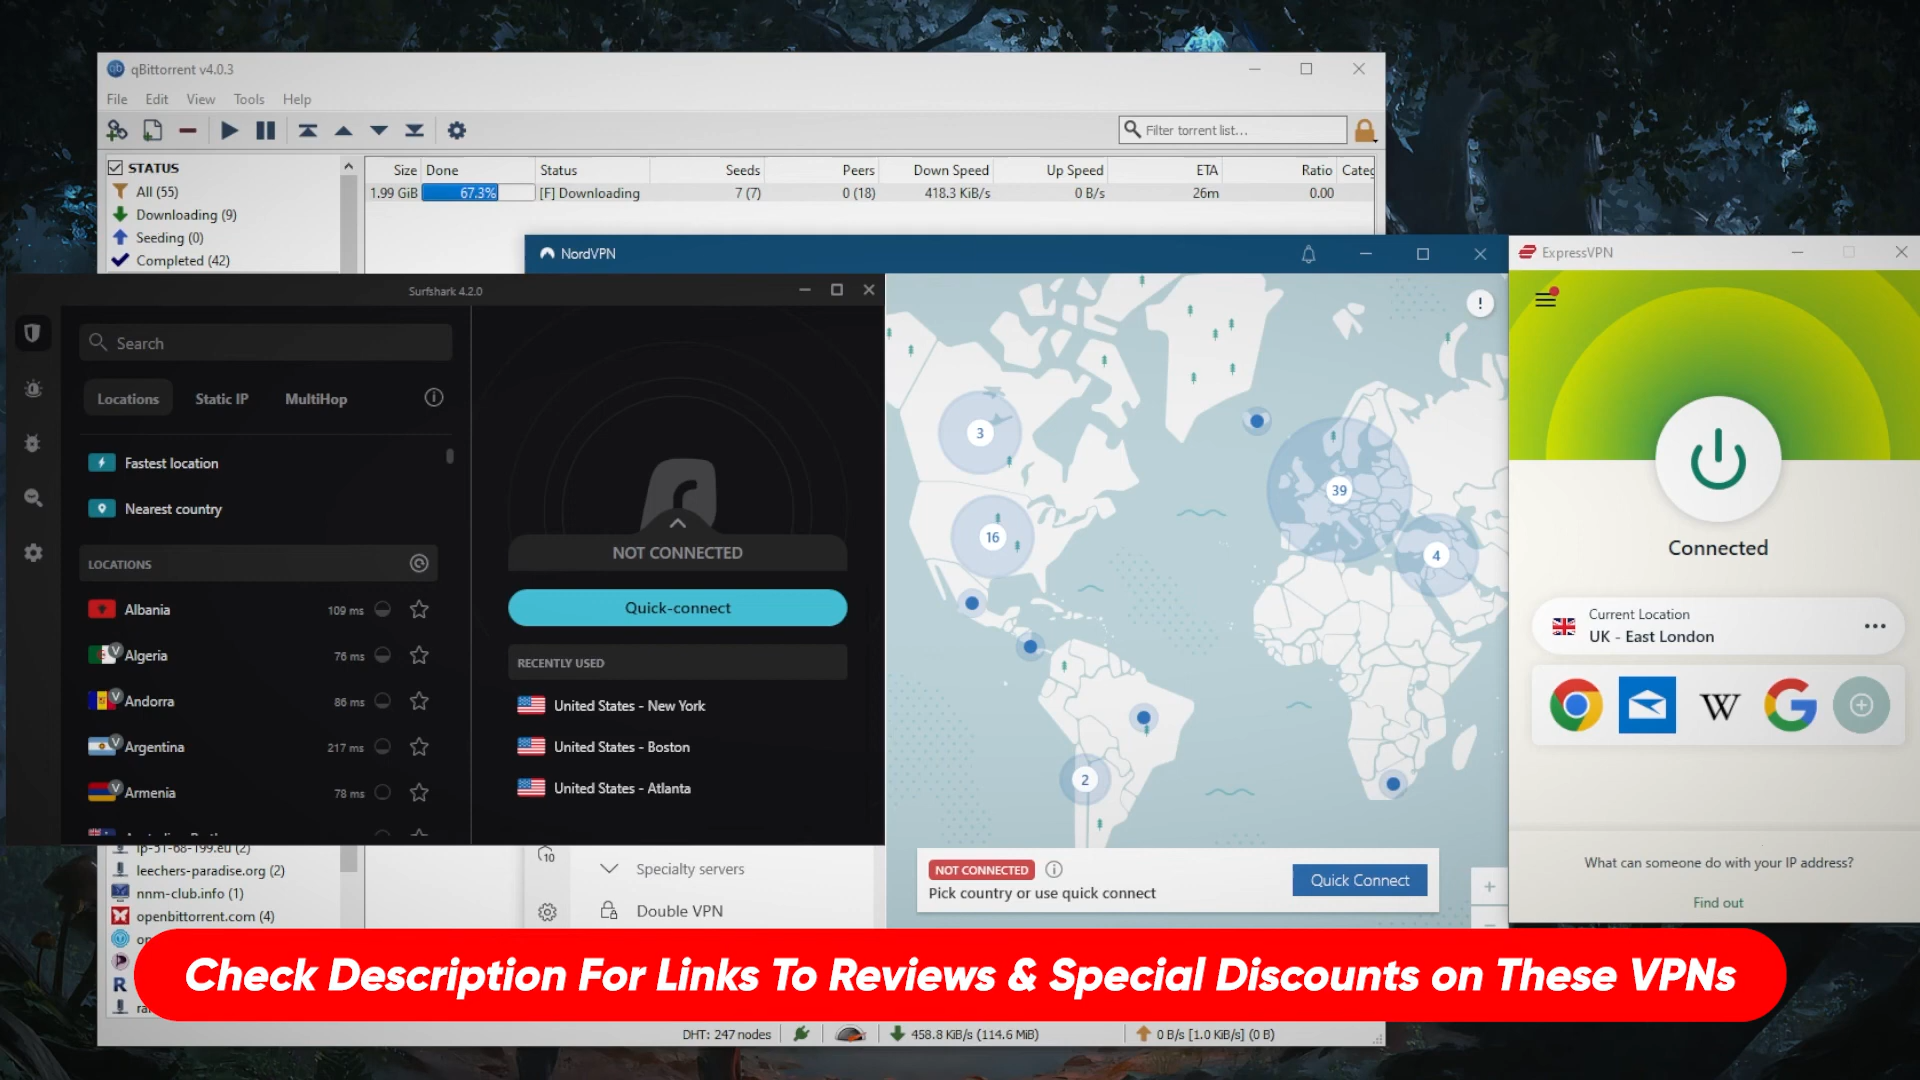 qBittorrent v4.0.3
File Edit View Tools Help
Filter torrent list...
STATUS
All (55)
Downloading (9)
Seeding (0)
Completed (42)
Size Done Status Seeds Peers Down Speed Up Speed ETA Ratio Categ
1.99 GiB 67.3% [F] Downloading 7 (7) 0 (18) 418.3 KiB/s 0 B/s 26m 0.00
NordVPN
ExpressVPN
Surfshark 4.2.0
Search
Locations Static IP MultiHop
Fastest location
Nearest country
LOCATIONS
Albania 109 ms
Algeria 76 ms
Andorra 86 ms
Argentina 217 ms
Armenia 78 ms
NOT CONNECTED
Quick-connect
RECENTLY USED
United States - New York
United States - Boston
United States - Atlanta
3
16
39
4
2
!
NOT CONNECTED
Pick country or use quick connect
Quick Connect
Connected
Current Location
UK - East London
W
What can someone do with your IP address?
Find out
10
Specialty servers
Double VPN
ip-51-68-199.eu (2)
leechers-paradise.org (2)
nnm-club.info (1)
openbittorrent.com (4)
Check Description For Links To Reviews & Special Discounts on These VPNs
DHT: 247 nodes 458.8 KiB/s (114.6 MiB) 0 B/s [1.0 KiB/s] (0 B)